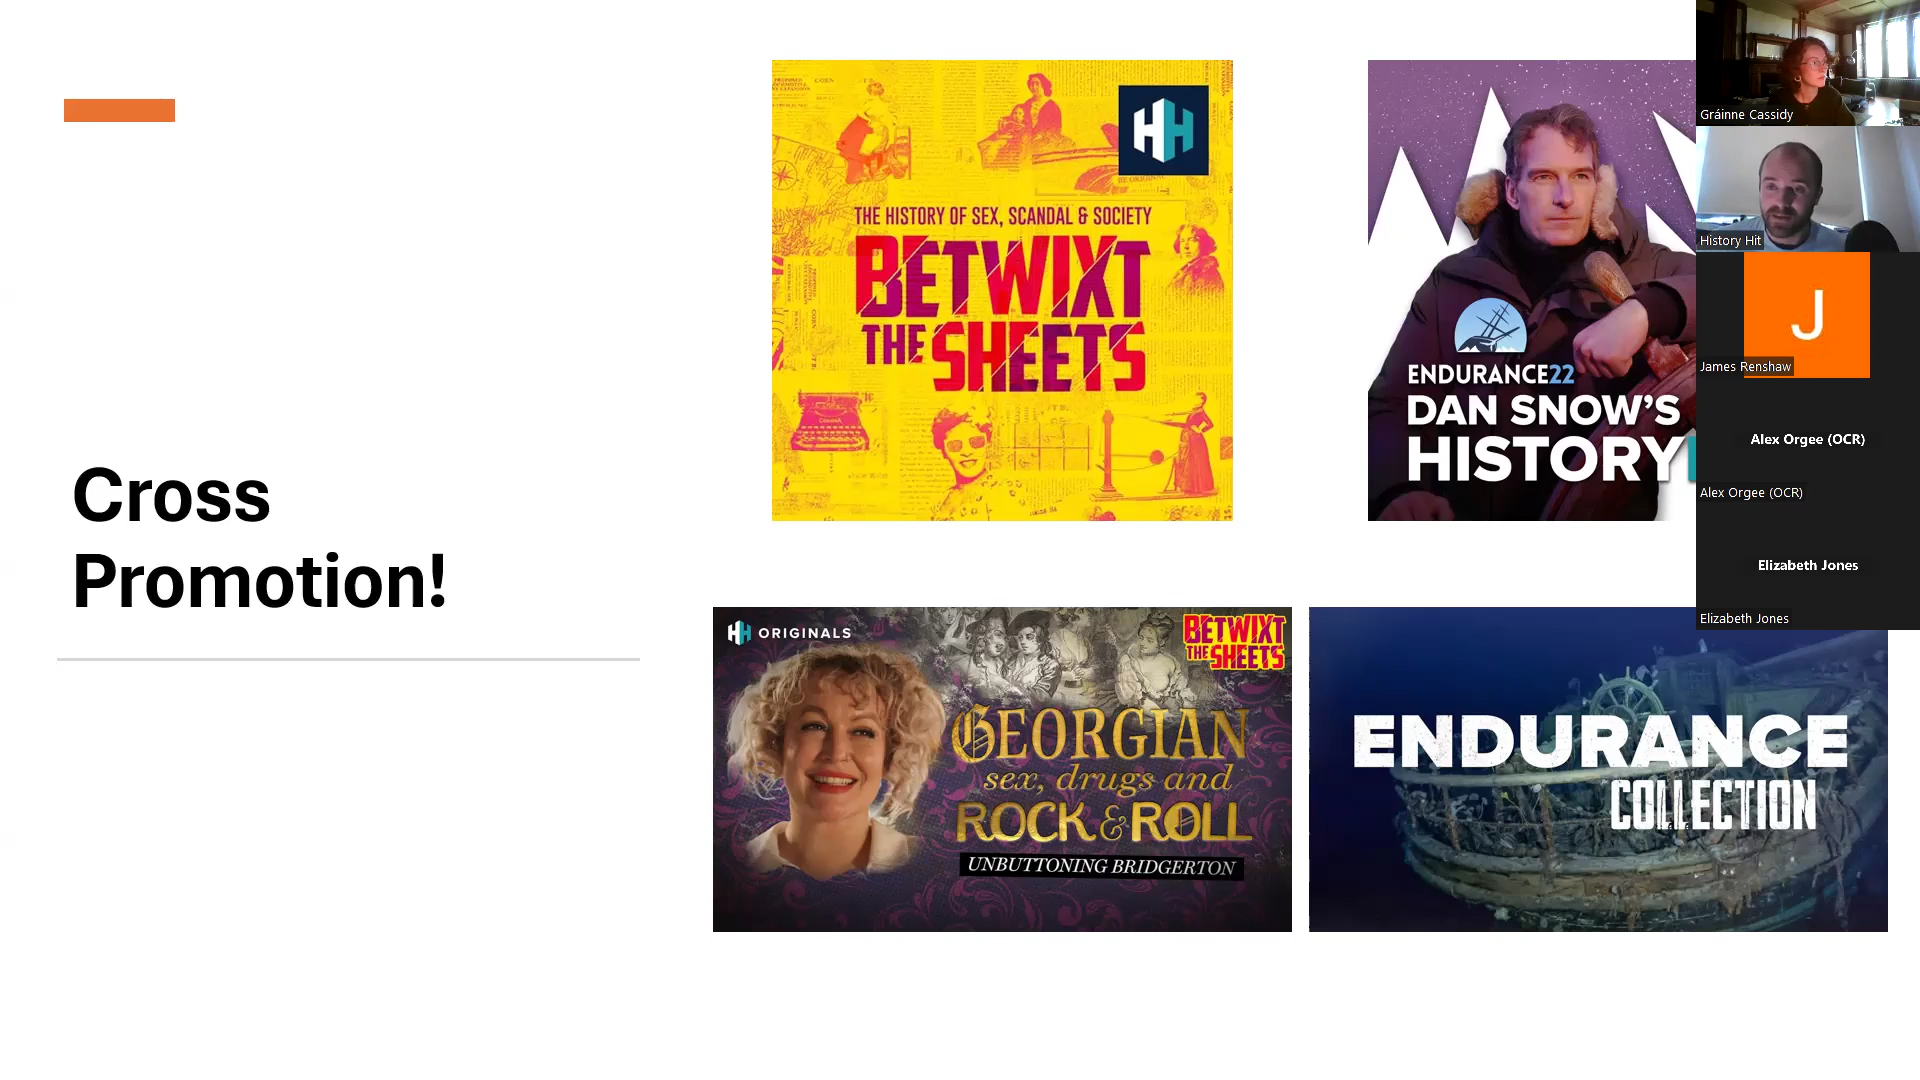 Cross
Promotion!
THE HISTORY OF SEX, SCANDAL & SOCIETY
BETWIXT
THE SHEETS
HH
ENDURANCE22
DAN SNOW'S
HISTORY
HH ORIGINALS
BETWIXT
THE SHEETS
GEORGIAN
sex, drugs and
ROCK & ROLL
UNBUTTONING BRIDGERTON
ENDURANCE
COLLECTION
Gráinne Cassidy
History Hit
J
James Renshaw
Alex Orgee (OCR)
Alex Orgee (OCR)
Elizabeth Jones
Elizabeth Jones